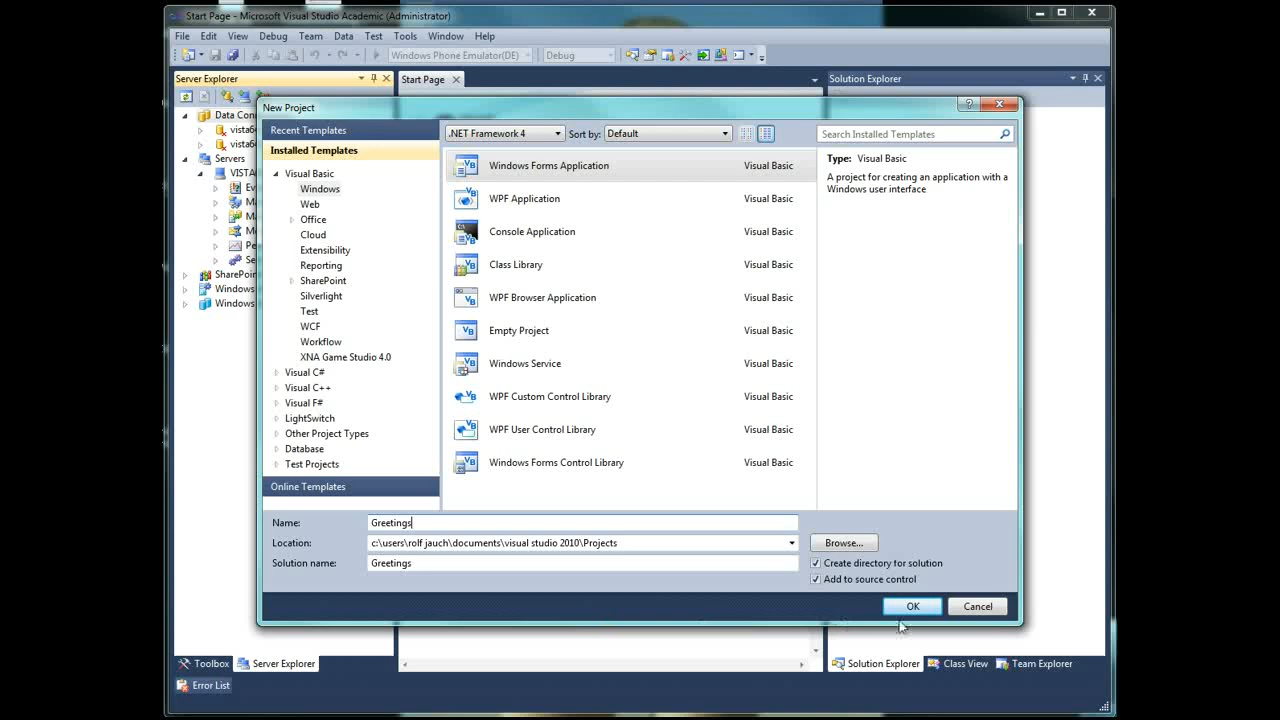 Start Page - Microsoft Visual Studio Academic (Administrator)
File Edit View Debug Team Data Test Tools Window Help
Windows Phone Emulator(DE) Debug
Server Explorer
Start Page
Solution Explorer
New Project
Recent Templates
.NET Framework 4 Sort by: Default
Search Installed Templates
Installed Templates
Visual Basic
Windows
Web
Office
Cloud
Extensibility
Reporting
SharePoint
Silverlight
Test
WCF
Workflow
XNA Game Studio 4.0
Visual C#
Visual C++
Visual F#
LightSwitch
Other Project Types
Database
Test Projects
Online Templates
Windows Forms Application Visual Basic
WPF Application Visual Basic
Console Application Visual Basic
Class Library Visual Basic
WPF Browser Application Visual Basic
Empty Project Visual Basic
Windows Service Visual Basic
WPF Custom Control Library Visual Basic
WPF User Control Library Visual Basic
Windows Forms Control Library Visual Basic
Type: Visual Basic
A project for creating an application with a
Windows user interface
Data Con
vista6
vista6
Servers
VISTA
Ev
M
M
M
Pe
Se
SharePoin
Windows
Windows
Name: Greetings
Location: c:\users\rolf jauch\documents\visual studio 2010\Projects Browse...
Solution name: Greetings
Create directory for solution
Add to source control
OK Cancel
Toolbox Server Explorer
Solution Explorer Class View Team Explorer
Error List